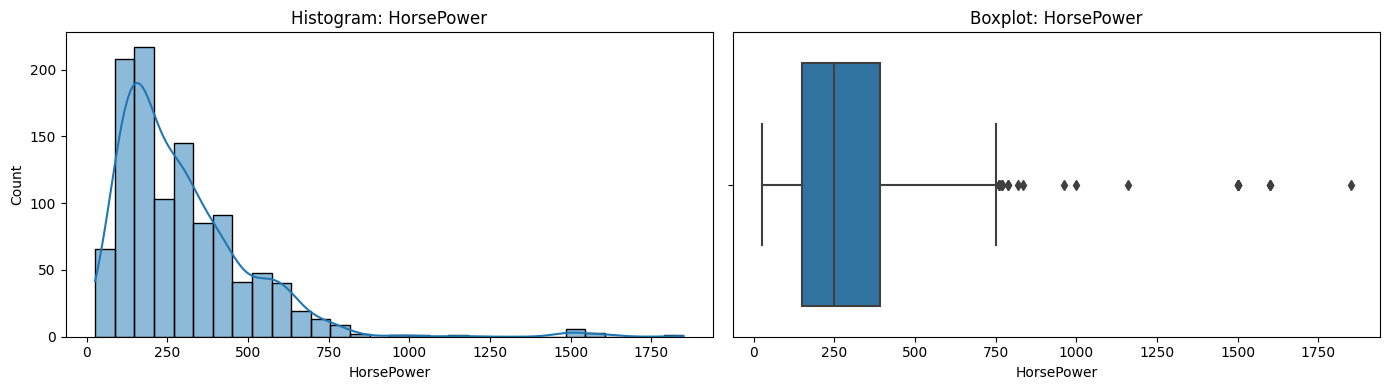 Histogram: HorsePower
Count
200
150
100
50
0
0 250 500 750 1000 1250 1500 1750
HorsePower
Boxplot: HorsePower
0 250 500 750 1000 1250 1500 1750
HorsePower